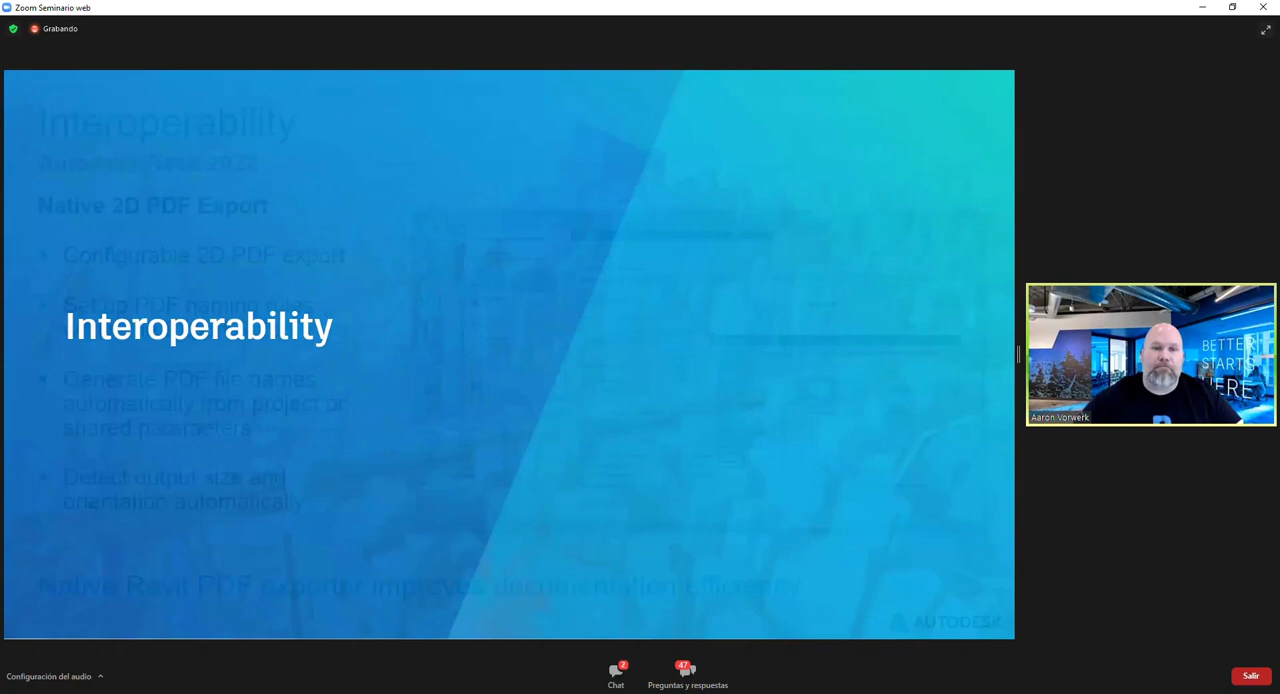 Zoom Seminario web
Grabando
Interoperability
Autodesk Revit 2022
Native 2D PDF Export
• Configurable 2D PDF export
• Set up PDF naming rules
Interoperability
• Generate PDF file names
automatically from project or
shared parameters
• Detect output size and
orientation automatically
Native Revit PDF exporter improves documentation efficiency
AUTODESK
BETTER
STARTS
HERE
Aaron Vorwerk
Configuración del audio
2
Chat
47
Preguntas y respuestas
Salir